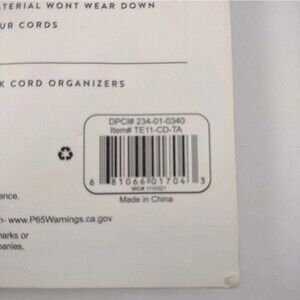 ATERIAL WONT WEAR DOWN
UR CORDS
K CORD ORGANIZERS
DPCI# 234-01-0340
Item# TE11-CD-TA
6 81066 01704 3
Made in China
ence.
n- www.P65Warnings.ca.gov
marks or
panies.